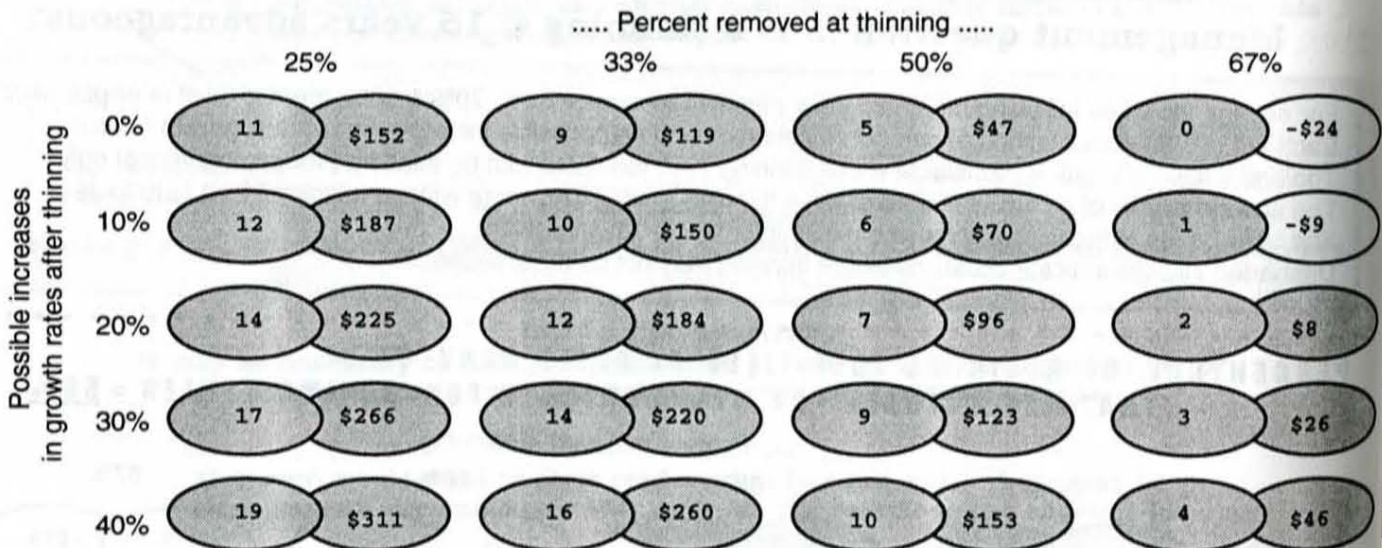 ..... Percent removed at thinning .....
25% 33% 50% 67%
Possible increases
in growth rates after thinning
0% 11 $152 9 $119 5 $47 0 -$24
10% 12 $187 10 $150 6 $70 1 -$9
20% 14 $225 12 $184 7 $96 2 $8
30% 17 $266 14 $220 9 $123 3 $26
40% 19 $311 16 $260 10 $153 4 $46